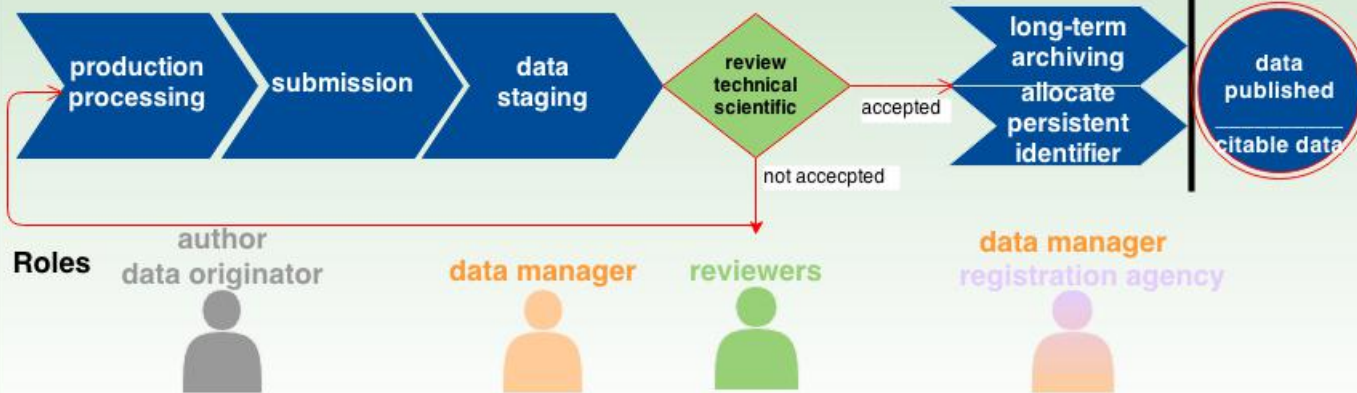 production
processing
submission
data
staging
review
technical
scientific
accepted
not accecpted
long-term
archiving
allocate
persistent
identifier
data
published
citable data
Roles
author
data originator
data manager
reviewers
data manager
registration agency